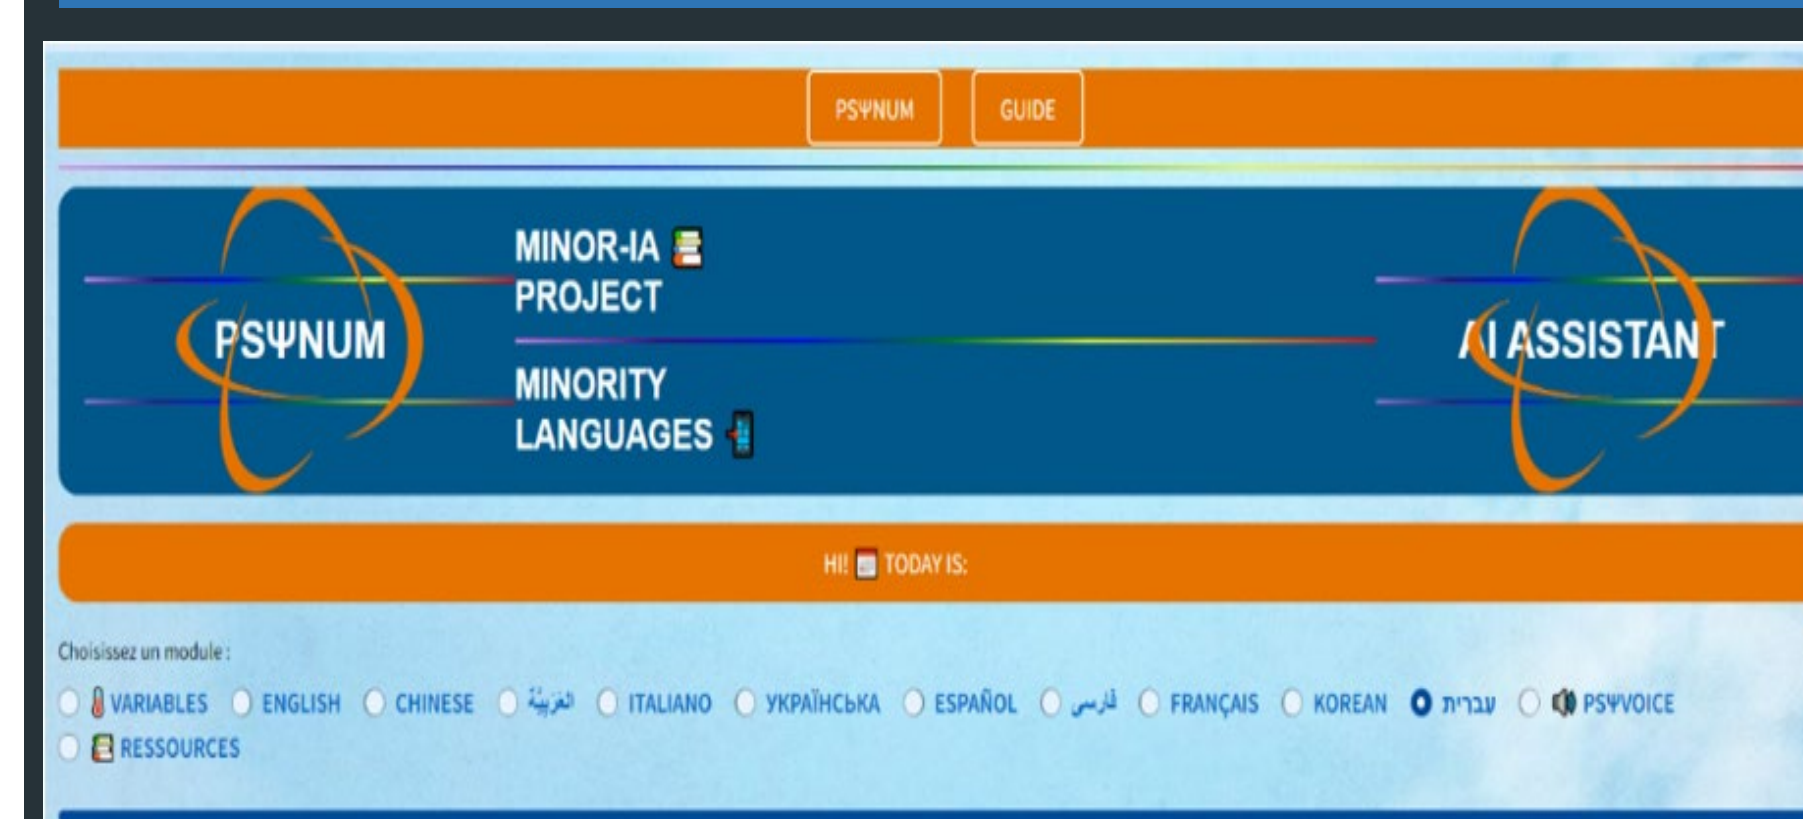 PSΨNUM
GUIDE
MINOR-IA
PROJECT
PSΨNUM
MINORITY
LANGUAGES
AI ASSISTANT
HI! TODAY IS:
Choisissez un module :
VARIABLES ENGLISH CHINESE العَرَبِيَّةُ ITALIANO УКРАЇНСЬКА ESPAÑOL فارسی FRANÇAIS KOREAN עברית PSΨVOICE
RESSOURCES